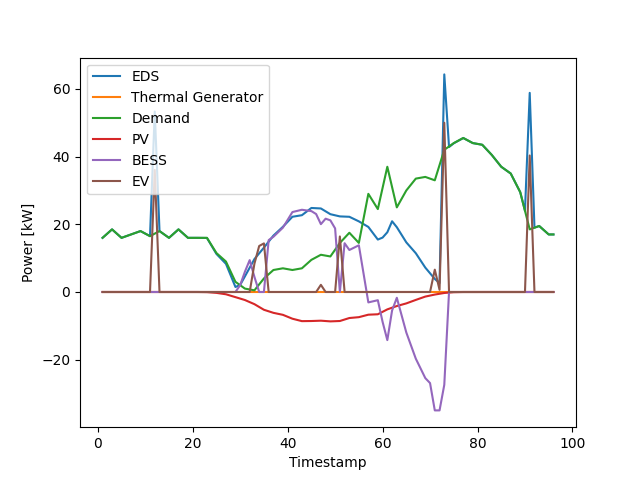 EDS
Thermal Generator
Demand
PV
BESS
EV
60
40
20
0
−20
Power [kW]
0
20
40
60
80
100
Timestamp